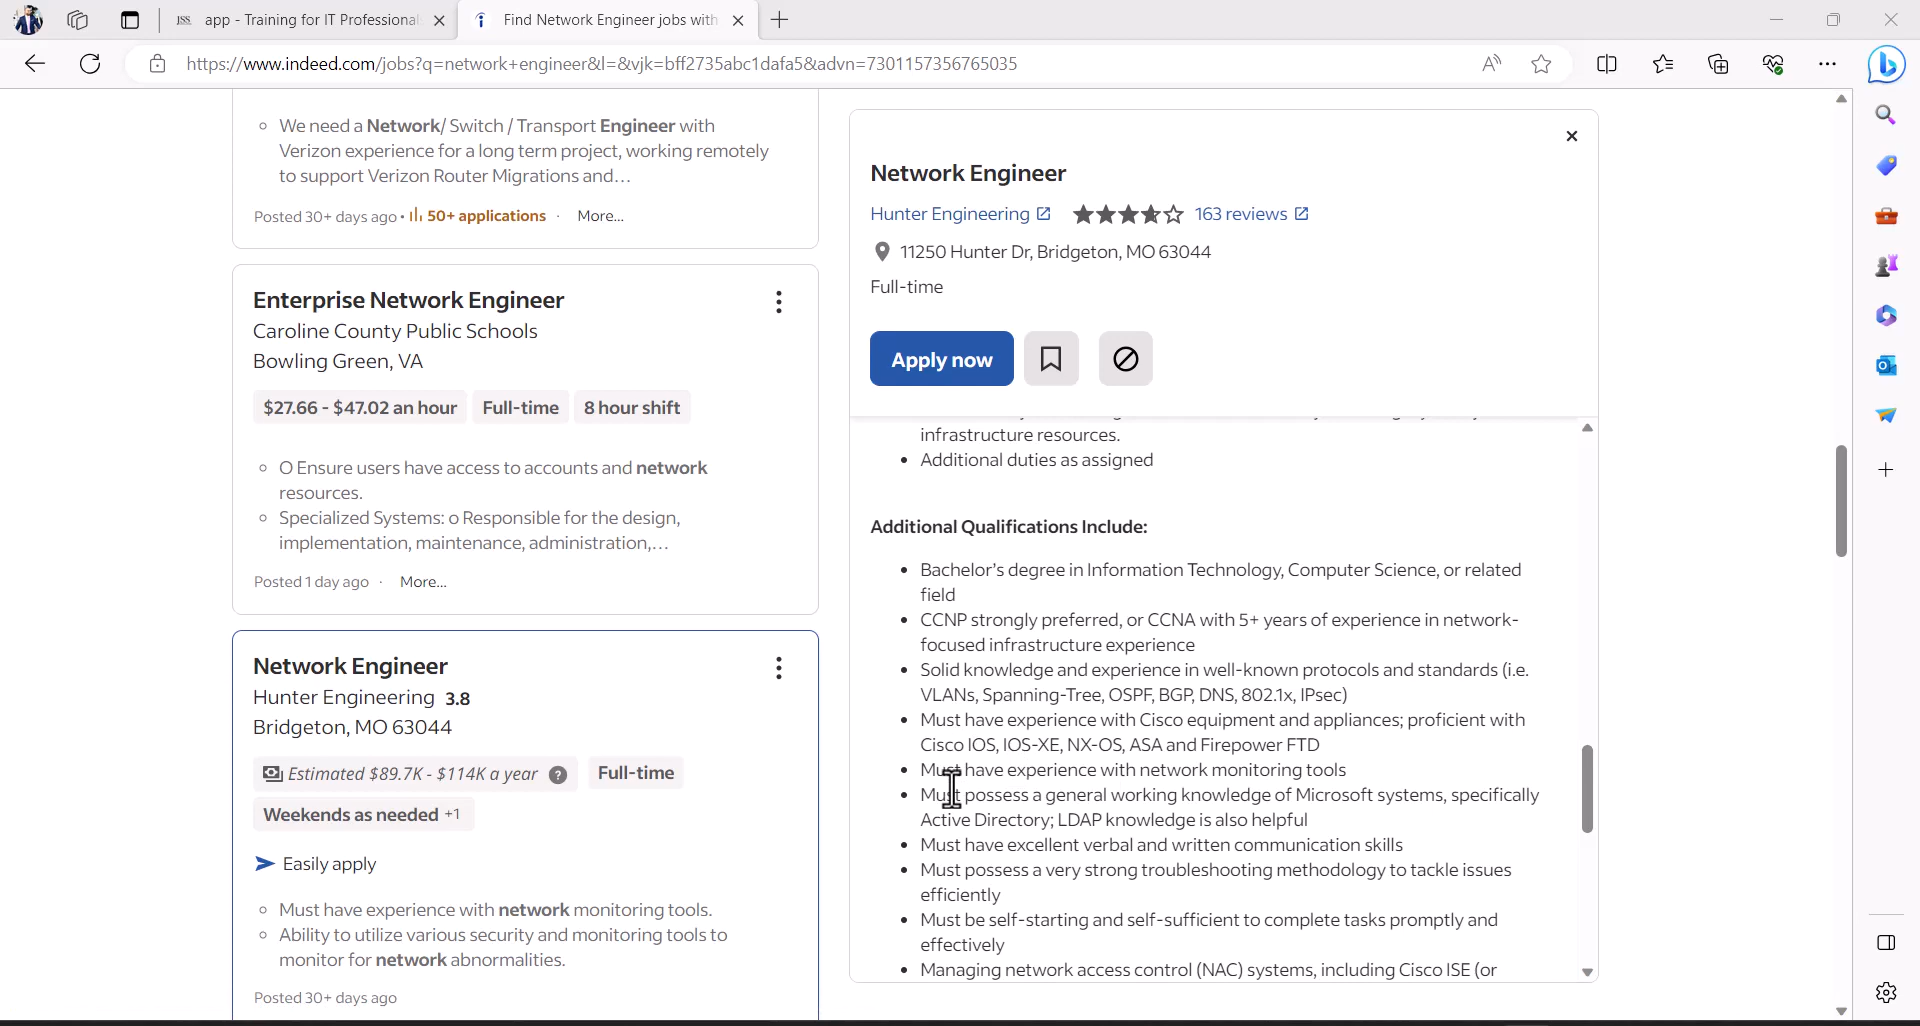 app - Training for IT Professional
Find Network Engineer jobs with
https://www.indeed.com/jobs?q=network+engineer&l=&vjk=bff2735abc1dafa5&advn=7301157356765035
We need a Network/ Switch / Transport Engineer with
Verizon experience for a long term project, working remotely
to support Verizon Router Migrations and...
Posted 30+ days ago • 50+ applications · More...
Enterprise Network Engineer
Caroline County Public Schools
Bowling Green, VA
$27.66 - $47.02 an hour Full-time 8 hour shift
O Ensure users have access to accounts and network
resources.
Specialized Systems: o Responsible for the design,
implementation, maintenance, administration,...
Posted 1 day ago · More...
Network Engineer
Hunter Engineering 3.8
Bridgeton, MO 63044
Estimated $89.7K - $114K a year ? Full-time
Weekends as needed +1
Easily apply
Must have experience with network monitoring tools.
Ability to utilize various security and monitoring tools to
monitor for network abnormalities.
Posted 30+ days ago
Network Engineer
Hunter Engineering 163 reviews
11250 Hunter Dr, Bridgeton, MO 63044
Full-time
Apply now
infrastructure resources.
• Additional duties as assigned
Additional Qualifications Include:
• Bachelor's degree in Information Technology, Computer Science, or related
field
• CCNP strongly preferred, or CCNA with 5+ years of experience in network-
focused infrastructure experience
• Solid knowledge and experience in well-known protocols and standards (i.e.
VLANs, Spanning-Tree, OSPF, BGP, DNS, 802.1x, IPsec)
• Must have experience with Cisco equipment and appliances; proficient with
Cisco IOS, IOS-XE, NX-OS, ASA and Firepower FTD
• Must have experience with network monitoring tools
• Must possess a general working knowledge of Microsoft systems, specifically
Active Directory; LDAP knowledge is also helpful
• Must have excellent verbal and written communication skills
• Must possess a very strong troubleshooting methodology to tackle issues
efficiently
• Must be self-starting and self-sufficient to complete tasks promptly and
effectively
• Managing network access control (NAC) systems, including Cisco ISE (or